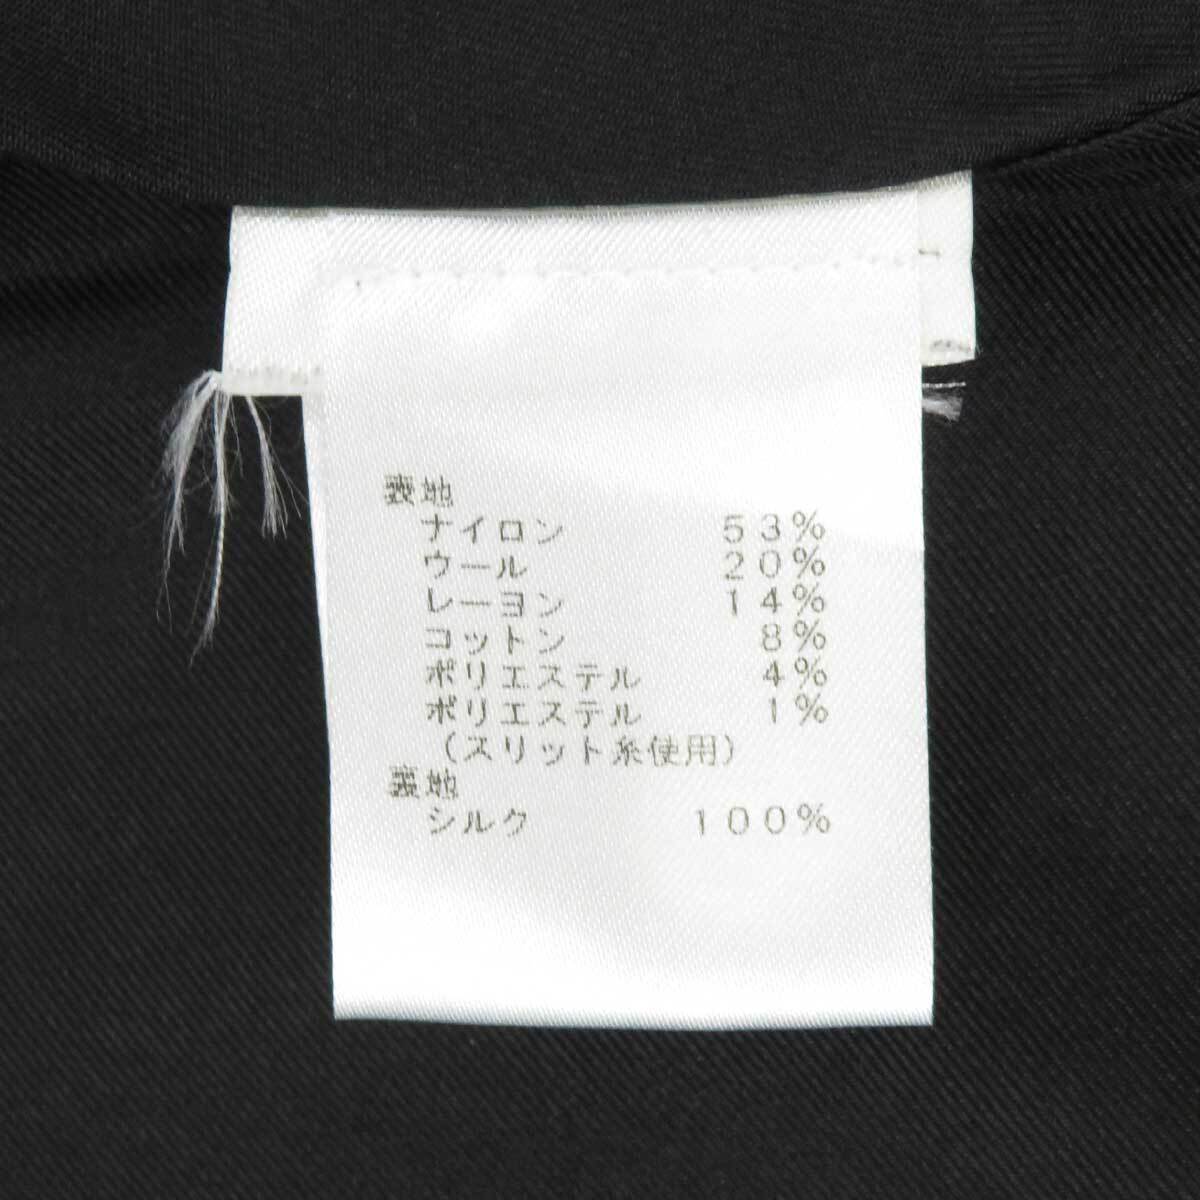 表地
ナイロン 53%
ウール 20%
レーヨン 14%
コットン 8%
ポリエステル 4%
ポリエステル 1%
(スリット糸使用)
裏地
シルク 100%